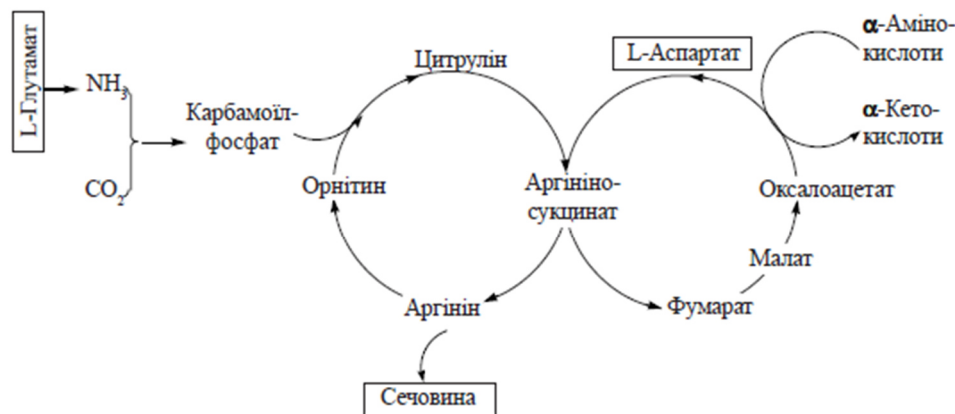 L-Глутамат
NH3
CO2
Карбамоїл-
фосфат
Цитрулін
Орнітин
Аргінін
Сечовина
Аргініно-
сукцинат
L-Аспартат
α-Аміно-
кислоти
α-Кето-
кислоти
Оксалоацетат
Малат
Фумарат